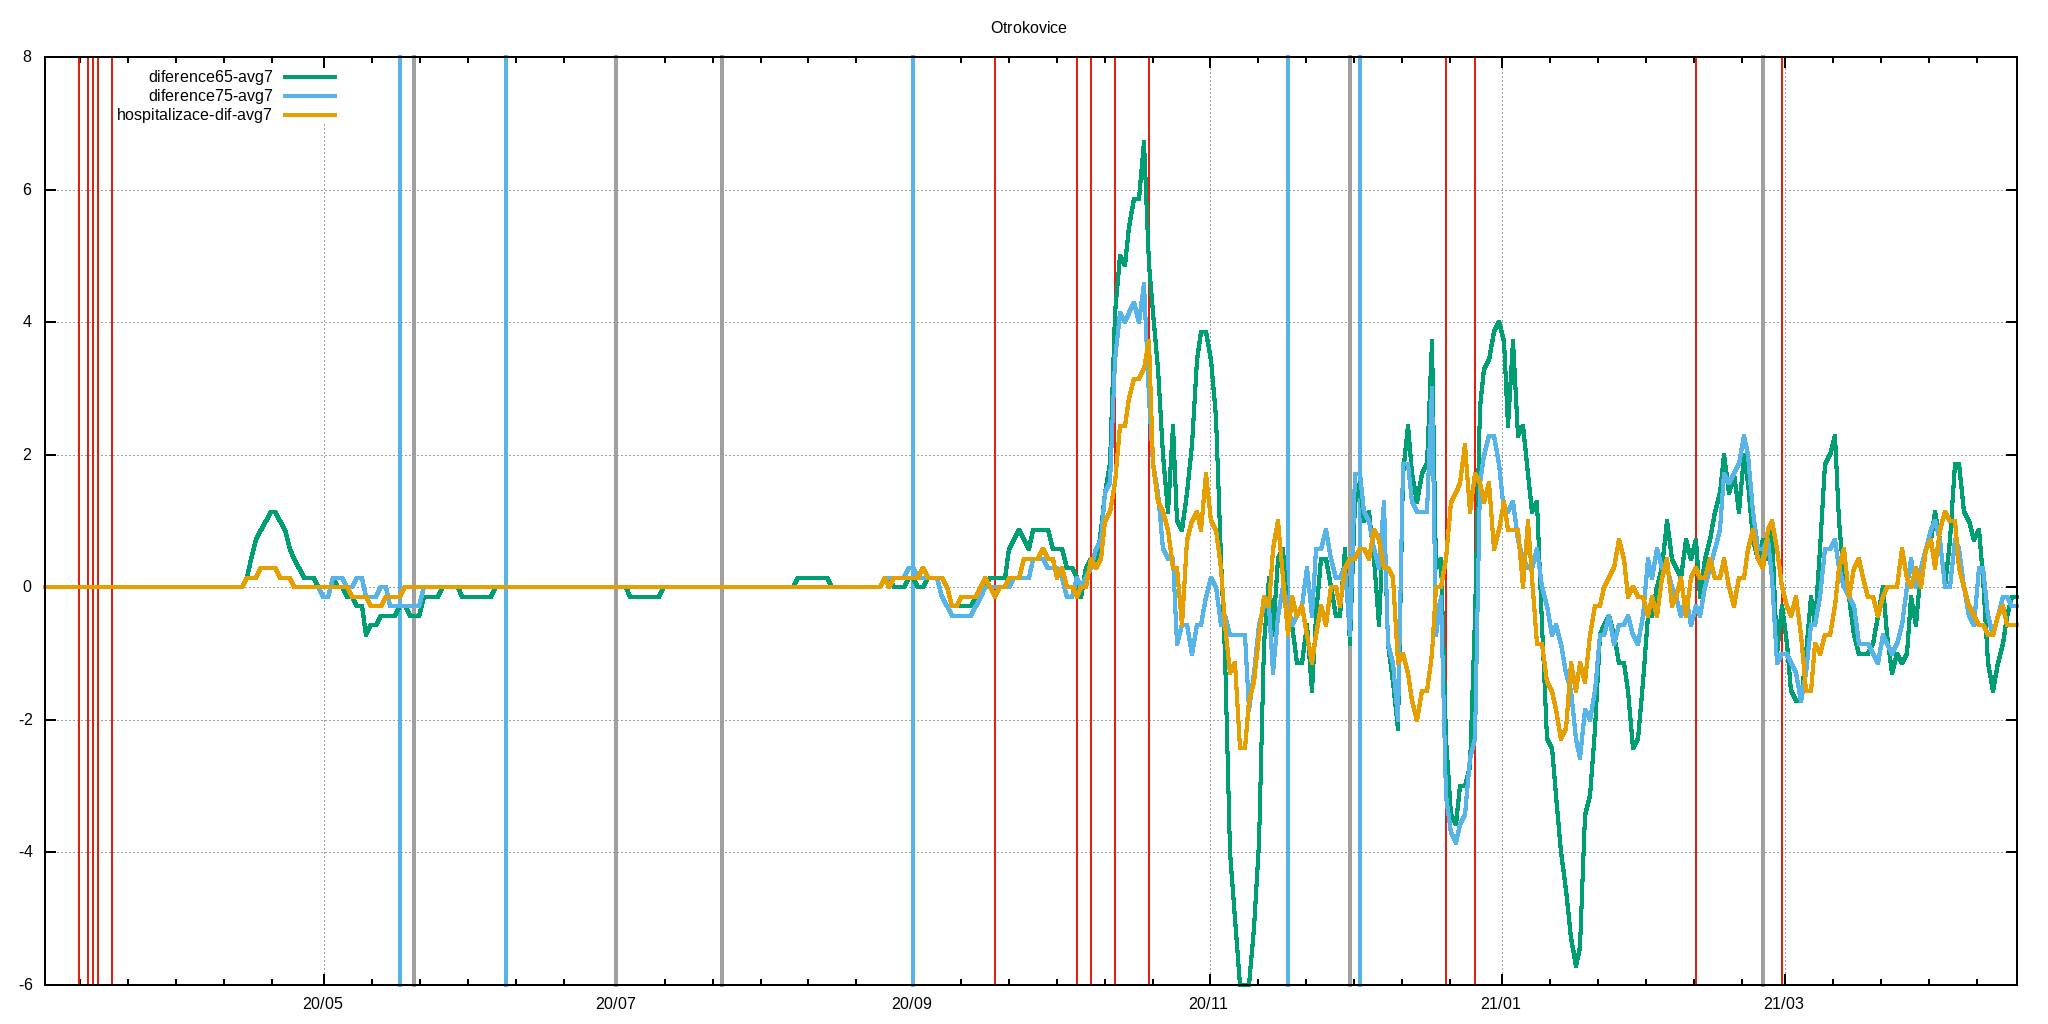 Otrokovice
8
diference65-avg7
diference75-avg7
hospitalizace-dif-avg7
6
4
2
0
-2
-4
-6
20/05 20/07 20/09 20/11 21/01 21/03